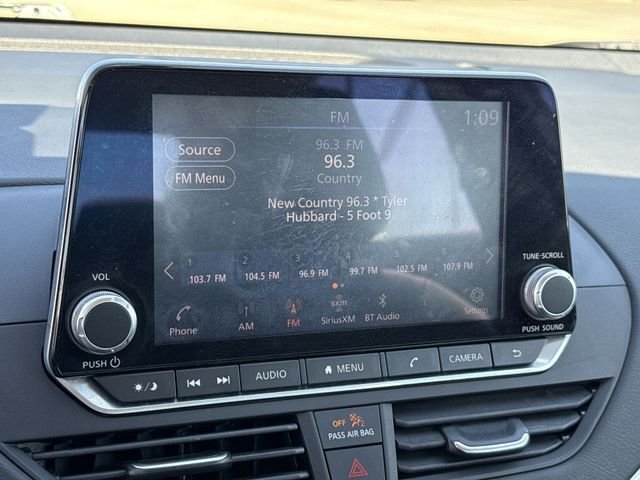 FM
1:09
Source
FM Menu
96.3 FM
96.3
Country
New Country 96.3 * Tyler
Hubbard - 5 Foot 9
1 2 3 4 5 6
103.7 FM 104.5 FM 96.9 FM 99.7 FM 102.5 FM 107.9 FM
Phone AM FM sxm SiriusXM BT Audio Settings
VOL
PUSH
TUNE·SCROLL
PUSH SOUND
AUDIO MENU CAMERA
OFF 2
PASS AIR BAG